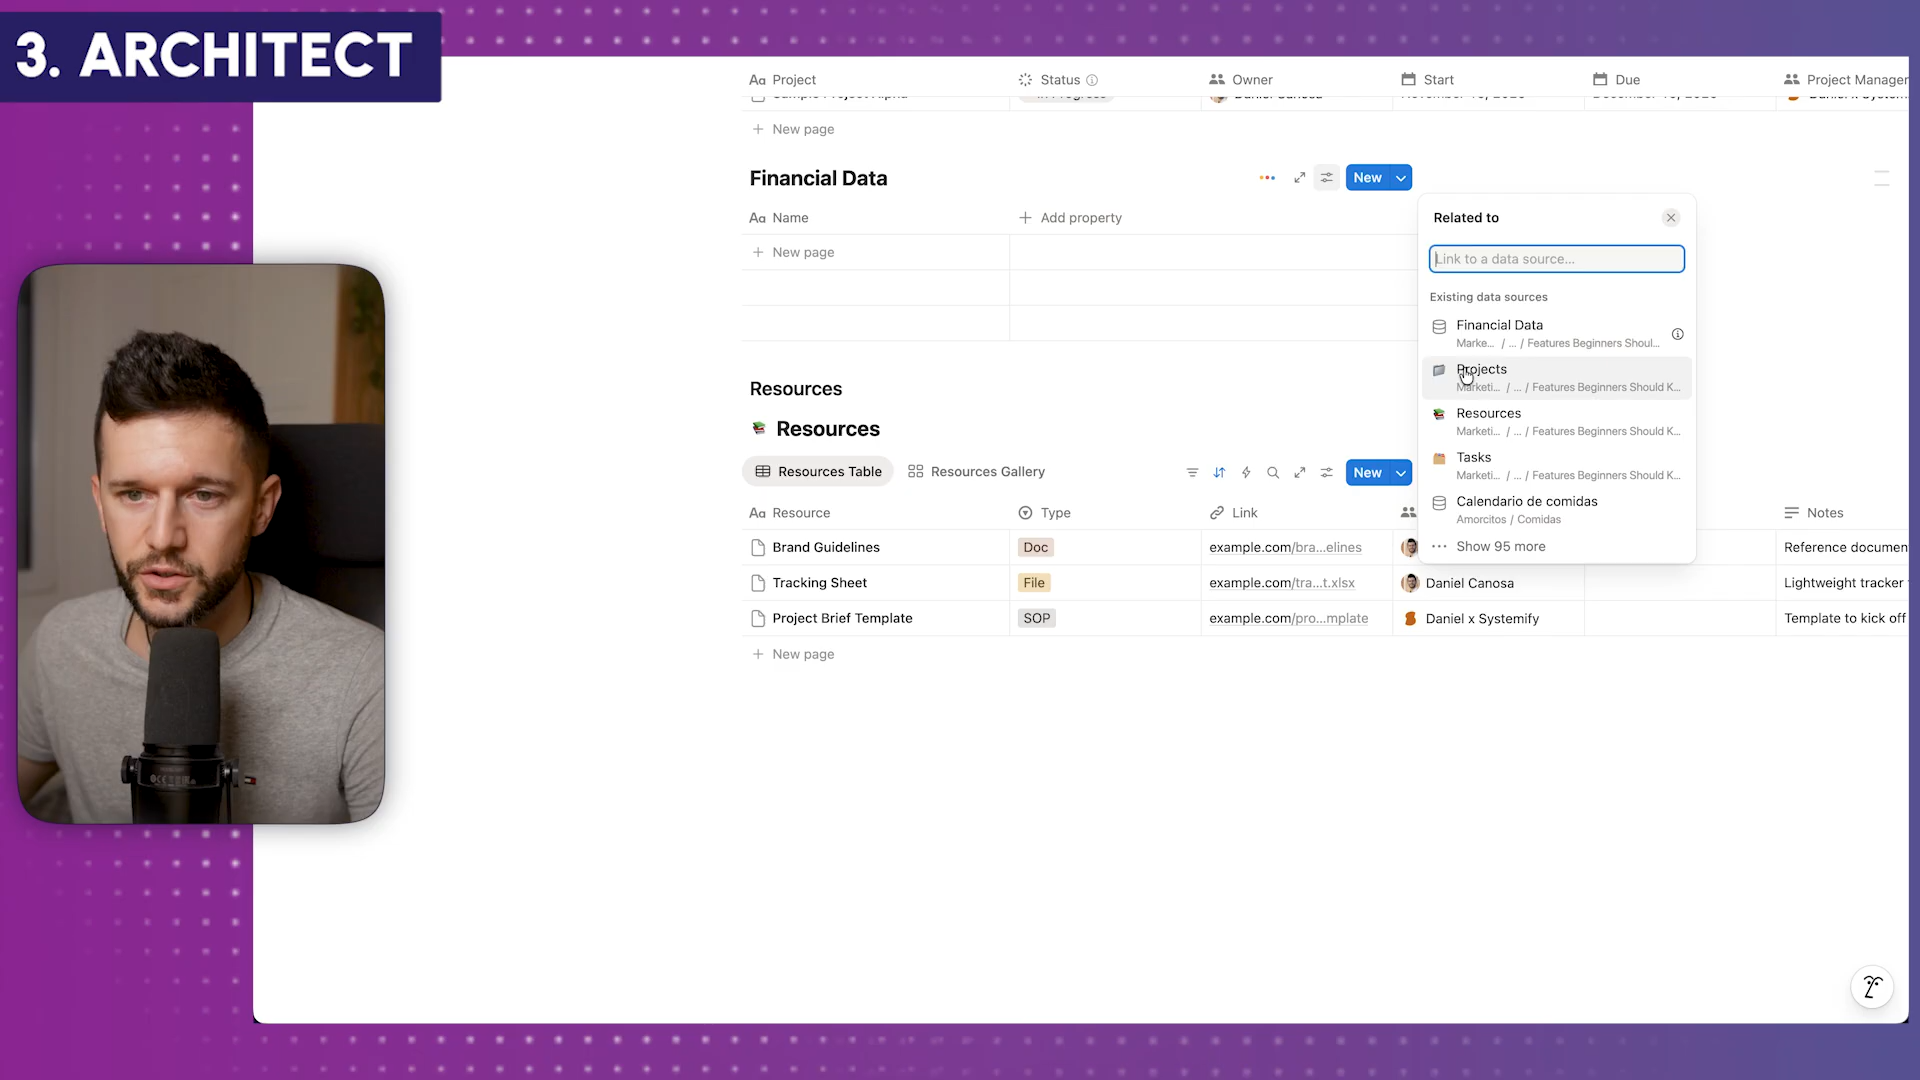 3. ARCHITECT
Aa Project
Status
Owner
Start
Due
Project Manager
Daniel Canosa
New page
Financial Data
New
Aa Name
Add property
New page
Related to
Link to a data source...
Existing data sources
Financial Data
Marke... / ... / Features Beginners Shoul...
Projects
Marketi... / ... / Features Beginners Should K...
Resources
Marketi... / ... / Features Beginners Should K...
Tasks
Marketi... / ... / Features Beginners Should K...
Calendario de comidas
Amorcitos / Comidas
Show 95 more
Resources
Resources
Resources Table
Resources Gallery
New
Aa Resource
Type
Link
Notes
Brand Guidelines
Doc
example.com/bra...elines
Reference documen
Tracking Sheet
File
example.com/tra...t.xlsx
Daniel Canosa
Lightweight tracker
Project Brief Template
SOP
example.com/pro...mplate
Daniel x Systemify
Template to kick off
New page